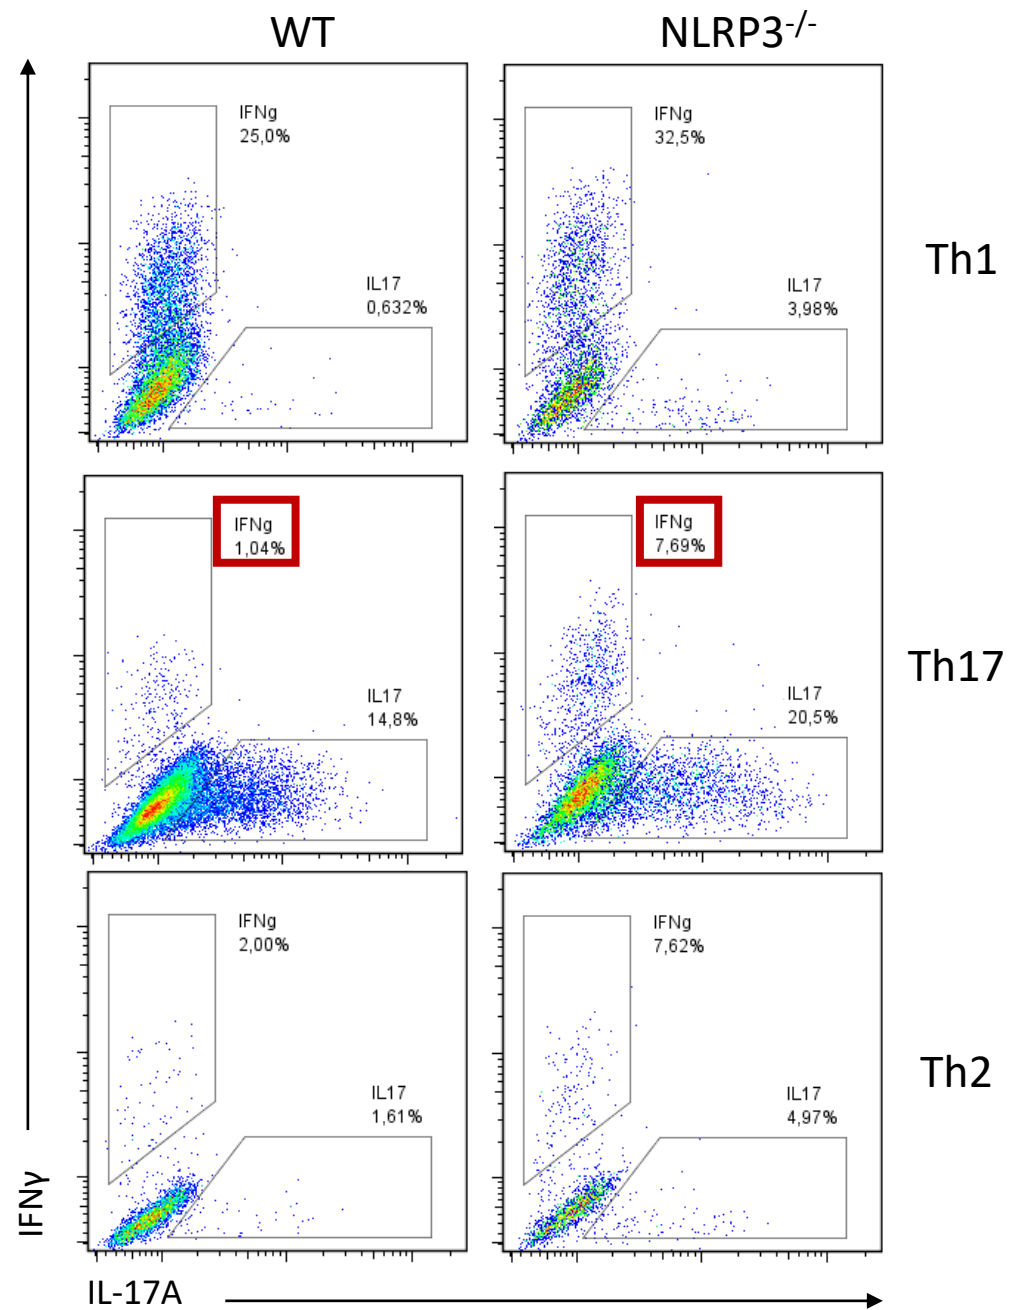 WT
NLRP3-/-
IFNg
25,0%
IL17
0,632%
IFNg
32,5%
IL17
3,98%
Th1
IFNg
1,04%
IL17
14,8%
IFNg
7,69%
IL17
20,5%
Th17
IFNg
2,00%
IL17
1,61%
IFNg
7,62%
IL17
4,97%
Th2
IFNγ
IL-17A